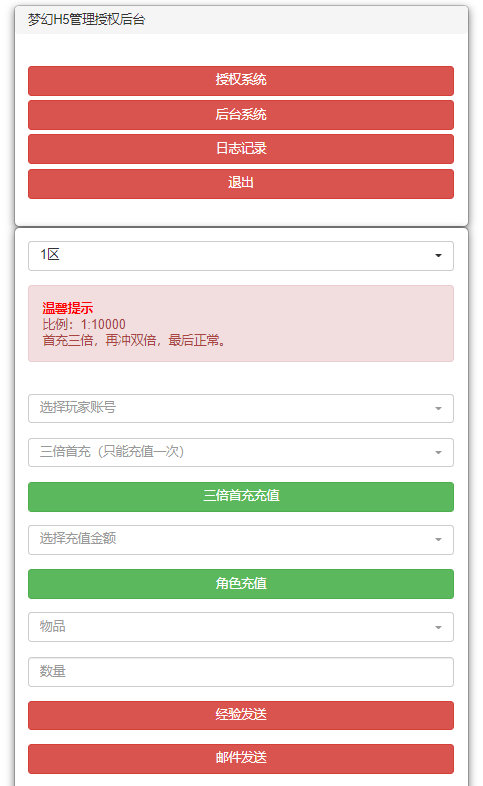 梦幻H5管理授权后台
授权系统
后台系统
日志记录
退出
1区
温馨提示
比例：1:10000
首充三倍，再冲双倍，最后正常。
选择玩家账号
三倍首充（只能充值一次）
三倍首充充值
选择充值金额
角色充值
物品
数量
经验发送
邮件发送